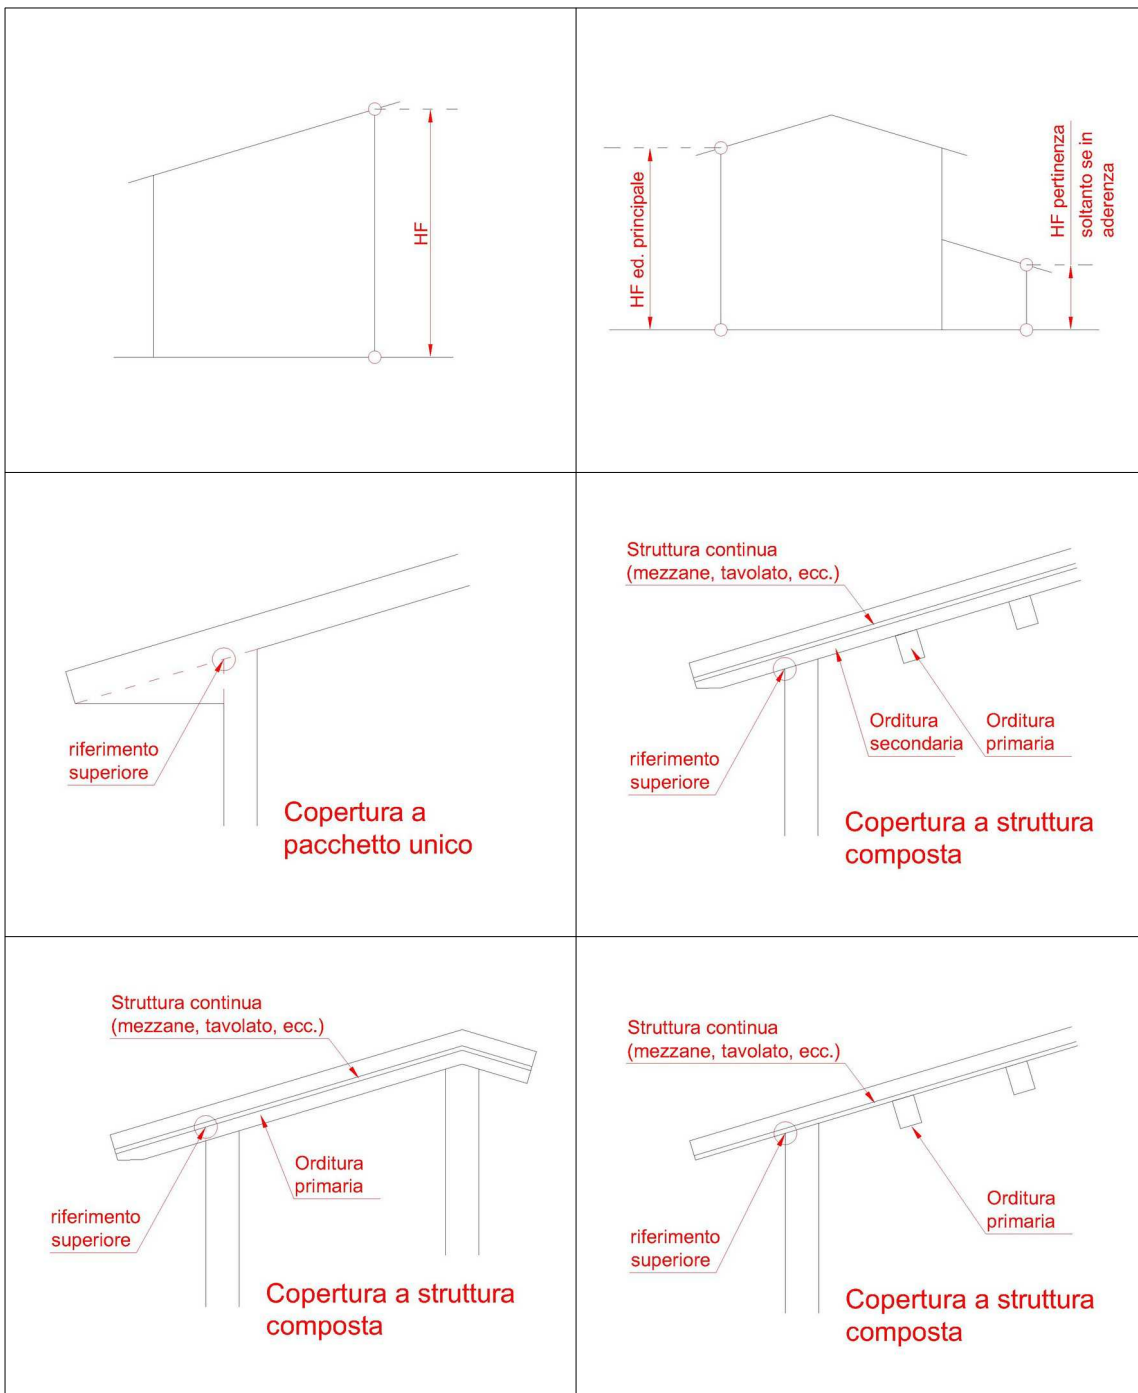 HF
HF ed. principale
HF pertinenza
soltanto se in
aderenza
riferimento
superiore
Copertura a
pacchetto unico
Struttura continua
(mezzane, tavolato, ecc.)
Orditura
secondaria
Orditura
primaria
riferimento
superiore
Copertura a struttura
composta
Struttura continua
(mezzane, tavolato, ecc.)
Orditura
primaria
riferimento
superiore
Copertura a struttura
composta
Struttura continua
(mezzane, tavolato, ecc.)
Orditura
primaria
riferimento
superiore
Copertura a struttura
composta